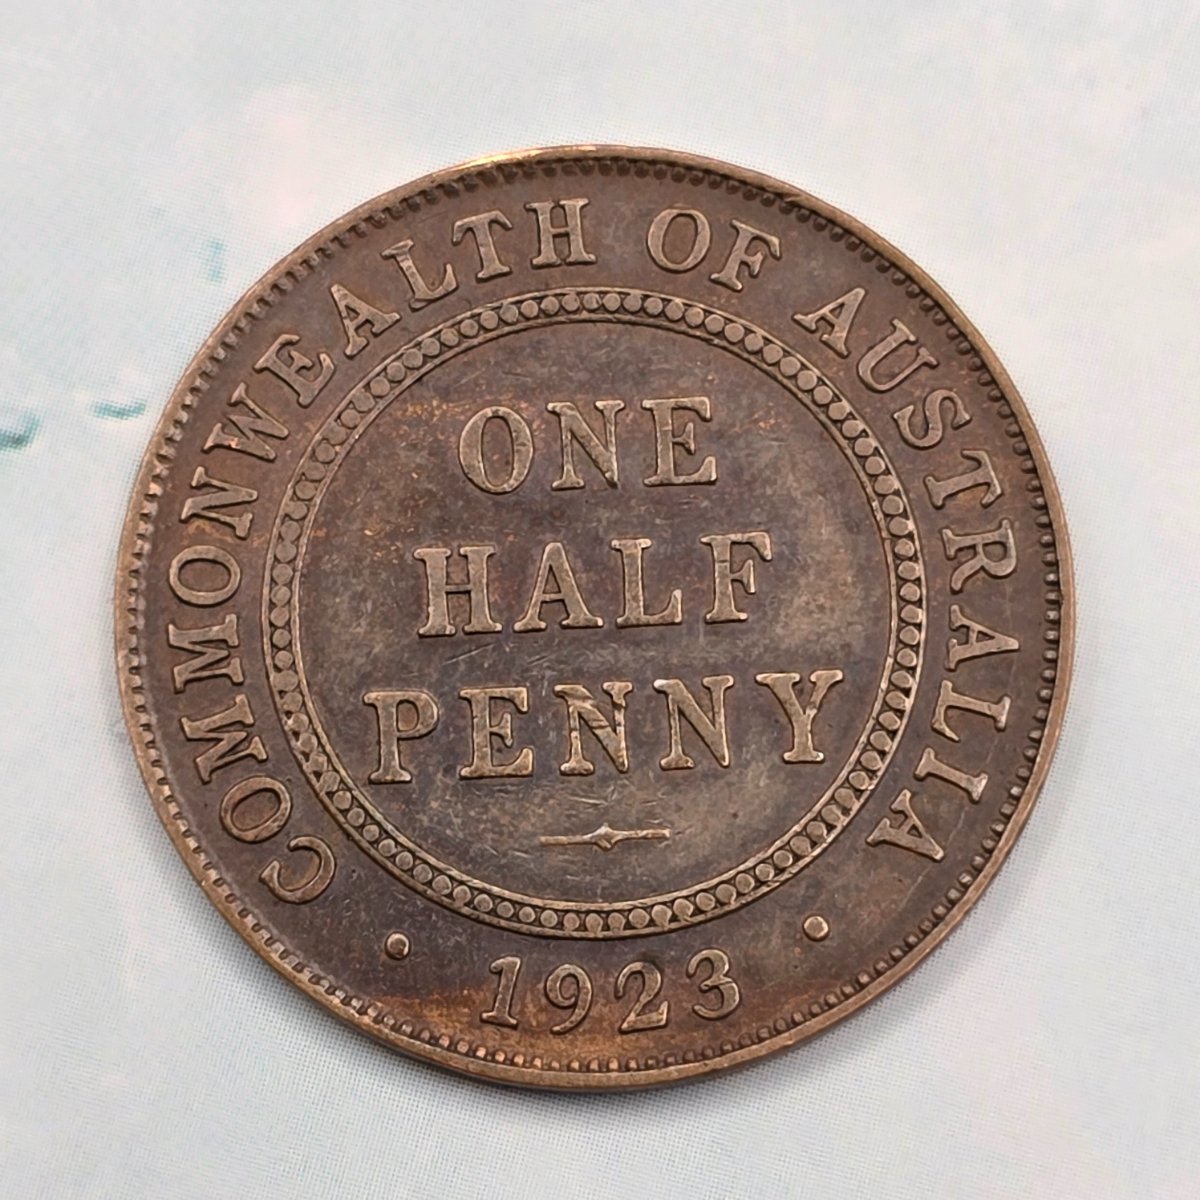 COMMONWEALTH OF AUSTRALIA
ONE
HALF
PENNY
· 1923 ·